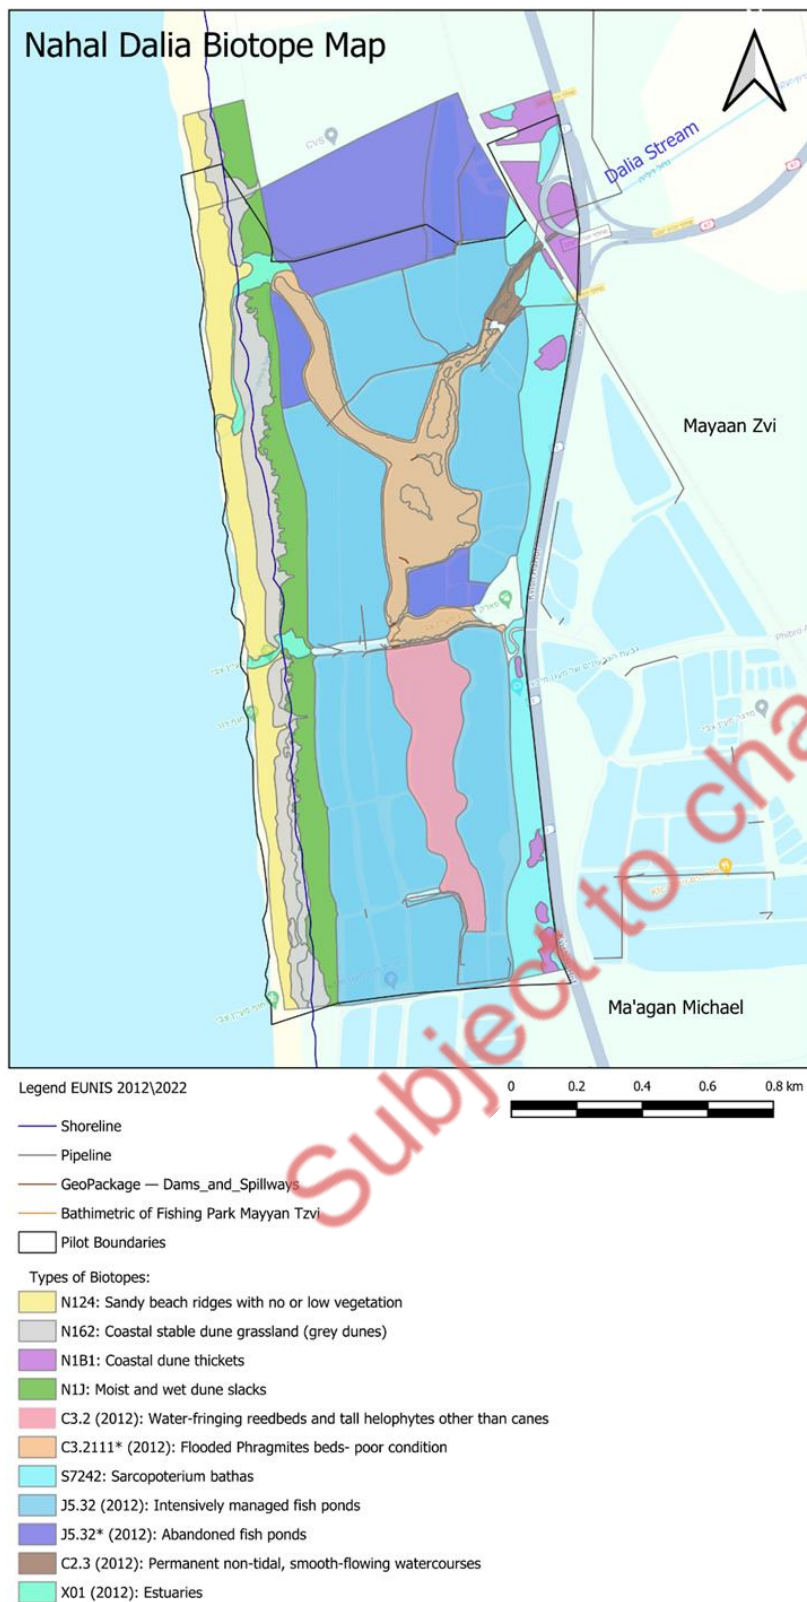 Nahal Dalia Biotope Map
CVS
Dalia Stream
Mayaan Zvi
Phibro A
Ma'agan Michael
Subject to cha
Legend EUNIS 2012\2022
0 0.2 0.4 0.6 0.8 km
Shoreline
Pipeline
GeoPackage — Dams_and_Spillways
Bathimetric of Fishing Park Mayyan Tzvi
Pilot Boundaries
Types of Biotopes:
N124: Sandy beach ridges with no or low vegetation
N162: Coastal stable dune grassland (grey dunes)
N1B1: Coastal dune thickets
N1J: Moist and wet dune slacks
C3.2 (2012): Water-fringing reedbeds and tall helophytes other than canes
C3.2111* (2012): Flooded Phragmites beds- poor condition
S7242: Sarcopoterium bathas
J5.32 (2012): Intensively managed fish ponds
J5.32* (2012): Abandoned fish ponds
C2.3 (2012): Permanent non-tidal, smooth-flowing watercourses
X01 (2012): Estuaries